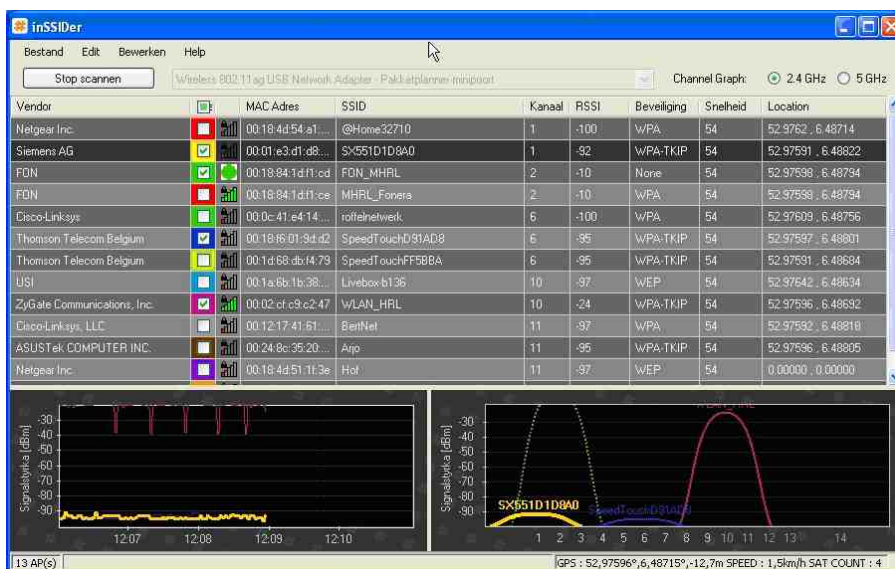 inSSIDer
Bestand Edit Bewerken Help
Stop scannen Wireless 802.11ag USB Network Adapter - Pakketplanner-minipoort Channel Graph: 2.4 GHz 5 GHz
Vendor MAC Adres SSID Kanaal RSSI Beveiliging Snelheid Location
Netgear Inc. 00:18:4d:54:a1:... @Home32710 1 -100 WPA 54 52.9762 , 6.48714
Siemens AG 00:01:e3:d1:d8:... SX551D1D8A0 1 -92 WPA-TKIP 54 52.97591 , 6.48822
FON 00:18:84:1d:f1:cd FON_MHRL 2 -10 None 54 52.97598 , 6.48794
FON 00:18:84:1d:f1:ce MHRL_Fonera 2 -10 WPA 54 52.97598 , 6.48794
Cisco-Linksys 00:0c:41:e4:14:... roffelnetwerk 6 -100 WPA 54 52.97609 , 6.48756
Thomson Telecom Belgium 00:18:f6:01:9d:d2 SpeedTouchD91AD8 6 -95 WPA-TKIP 54 52.97597 , 6.48801
Thomson Telecom Belgium 00:1d:68:db:f4:79 SpeedTouchFF5BBA 6 -95 WPA-TKIP 54 52.97591 , 6.48684
USI 00:1a:6b:1b:38:... Livebox-b136 10 -97 WEP 54 52.97642 , 6.48634
ZyGate Communications, Inc. 00:02:cf:c9:c2:47 WLAN_HRL 10 -24 WPA-TKIP 54 52.97596 , 6.48692
Cisco-Linksys, LLC 00:12:17:41:61:... BertNet 11 -97 WPA 54 52.97592 , 6.48818
ASUSTek COMPUTER INC. 00:24:8c:35:20:... Arjo 11 -95 WPA-TKIP 54 52.97596 , 6.48805
Netgear Inc. 00:18:4d:51:1f:3e Hof 11 -97 WEP 54 0.00000 , 0.00000
Signalstyrka [dBm]
-30
-40
-50
-60
-70
-80
-90
12:07 12:08 12:09 12:10
Signalstyrka [dBm]
-30
-40
-50
-60
-70
-80
-90
WLAN_HRL
SX551D1D8A0
SpeedTouchD91AD8
1 2 3 4 5 6 7 8 9 10 11 12 13 14
13 AP(s) GPS : 52,97596°,6,48715°,-12,7m SPEED : 1,5km/h SAT COUNT : 4